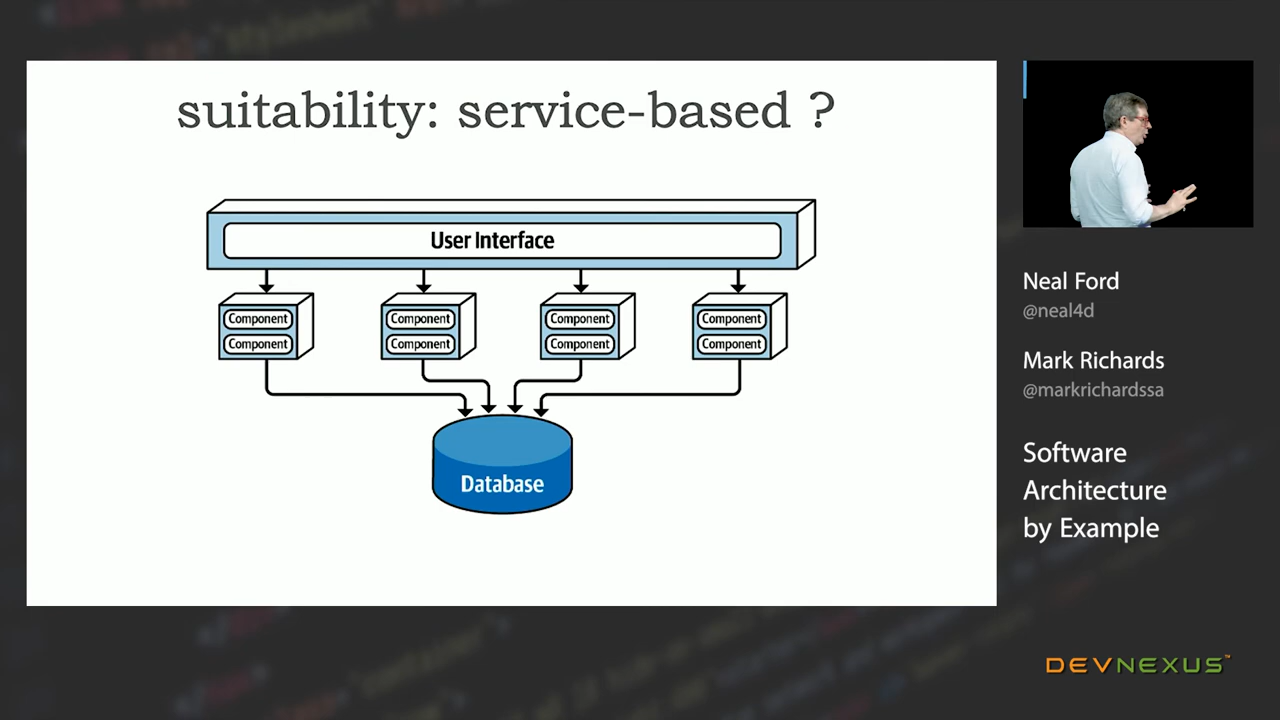 suitability: service-based ?
User Interface
Component
Component
Component
Component
Component
Component
Component
Component
Database
Neal Ford
@neal4d
Mark Richards
@markrichardssa
Software
Architecture
by Example
DEVNEXUS™